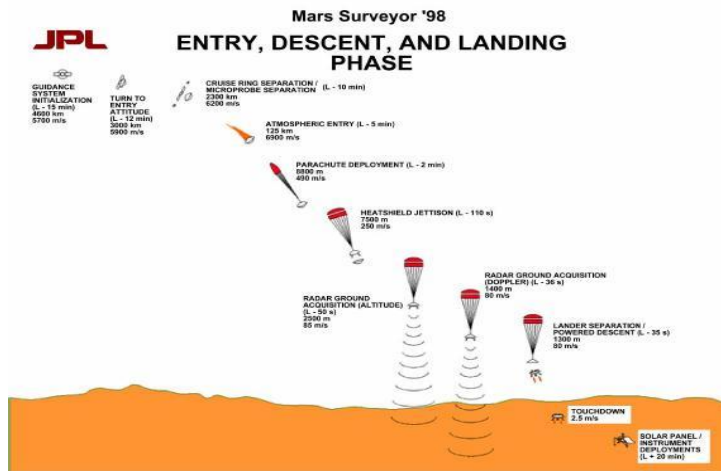 Mars Surveyor '98
JPL
ENTRY, DESCENT, AND LANDING
PHASE
GUIDANCE
SYSTEM
INITIALIZATION
(L - 15 min)
4600 km
5700 m/s
TURN TO
ENTRY
ATTITUDE
(L - 12 min)
3000 km
5900 m/s
CRUISE RING SEPARATION /
MICROPROBE SEPARATION (L - 10 min)
2300 km
6200 m/s
ATMOSPHERIC ENTRY (L - 5 min)
125 km
6900 m/s
PARACHUTE DEPLOYMENT (L - 2 min)
8800 m
490 m/s
HEATSHIELD JETTISON (L - 110 s)
7500 m
250 m/s
RADAR GROUND
ACQUISITION (ALTITUDE)
(L - 50 s)
2500 m
85 m/s
RADAR GROUND ACQUISITION
(DOPPLER) (L - 36 s)
1400 m
80 m/s
LANDER SEPARATION /
POWERED DESCENT (L - 35 s)
1300 m
80 m/s
TOUCHDOWN
2.5 m/s
SOLAR PANEL /
INSTRUMENT
DEPLOYMENTS
(L + 20 min)